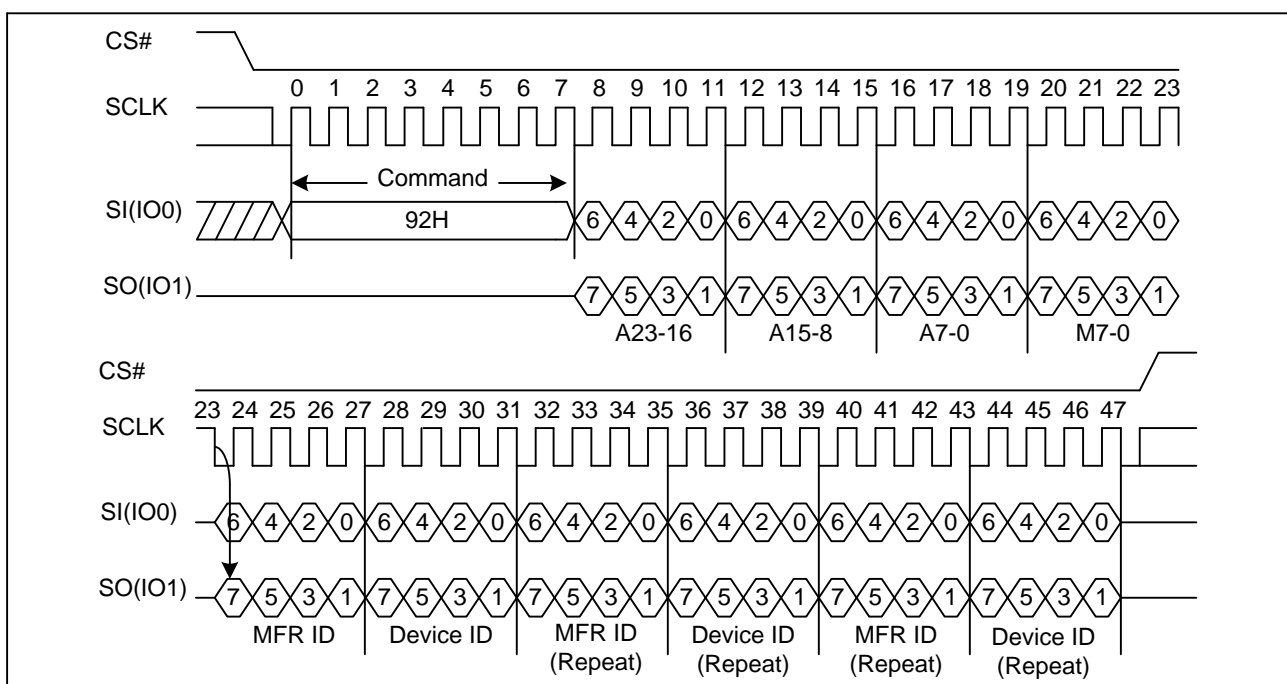 CS#
0 1 2 3 4 5 6 7 8 9 10 11 12 13 14 15 16 17 18 19 20 21 22 23
SCLK
Command
SI(IO0)
92H
6 4 2 0 6 4 2 0 6 4 2 0 6 4 2 0
SO(IO1)
7 5 3 1 7 5 3 1 7 5 3 1 7 5 3 1
A23-16 A15-8 A7-0 M7-0
CS#
23 24 25 26 27 28 29 30 31 32 33 34 35 36 37 38 39 40 41 42 43 44 45 46 47
SCLK
SI(IO0)
6 4 2 0 6 4 2 0 6 4 2 0 6 4 2 0 6 4 2 0 6 4 2 0
SO(IO1)
7 5 3 1 7 5 3 1 7 5 3 1 7 5 3 1 7 5 3 1 7 5 3 1
MFR ID Device ID MFR ID Device ID MFR ID Device ID
(Repeat) (Repeat) (Repeat) (Repeat)